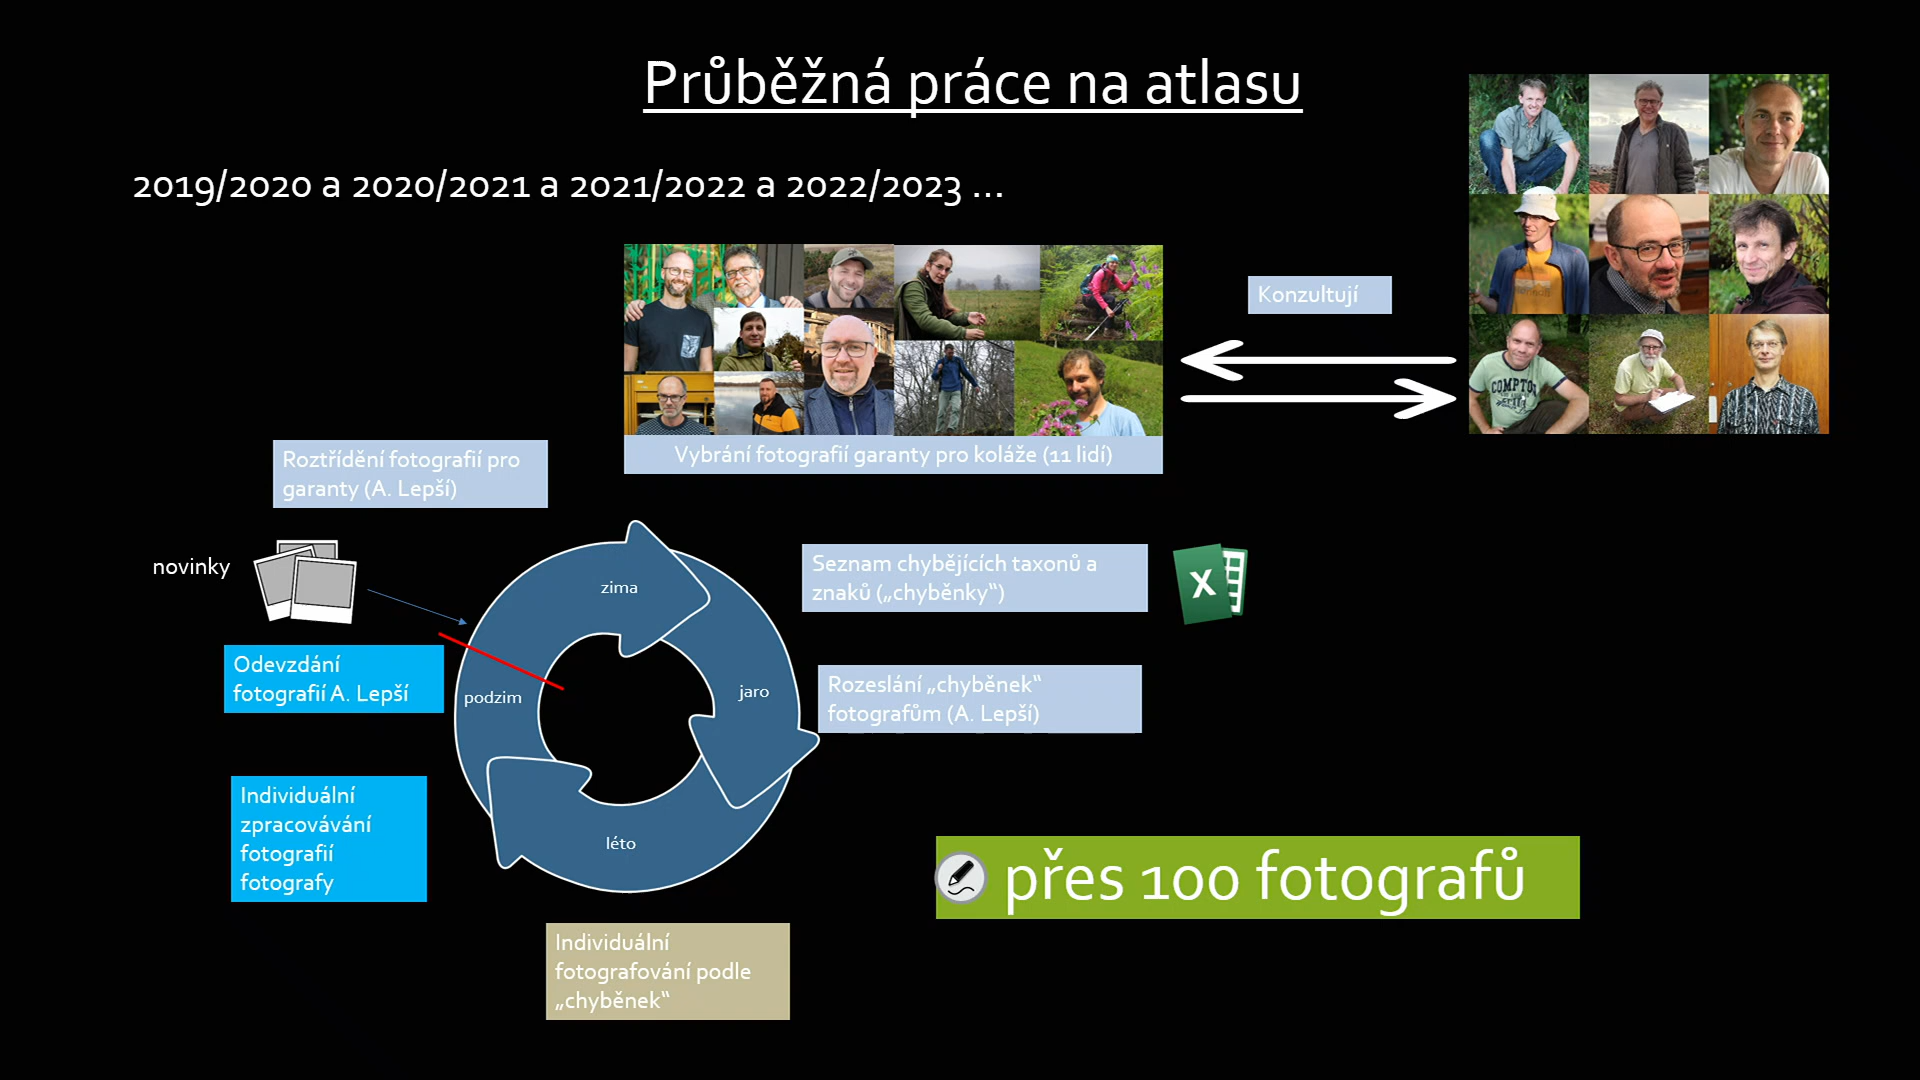 Průběžná práce na atlasu
2019/2020 a 2020/2021 a 2021/2022 a 2022/2023 ...
Konzultují
COMPTON
Vybrání fotografií garanty pro koláže (11 lidí)
Roztřídění fotografií pro
garanty (A. Lepší)
novinky
zima
Seznam chybějících taxonů a
znaků („chyběnky“)
X
Odevzdání
fotografií A. Lepší
podzim
jaro
Rozeslání „chyběnek“
fotografům (A. Lepší)
Individuální
zpracovávání
fotografií
fotografy
léto
přes 100 fotografů
Individuální
fotografování podle
„chyběnek“